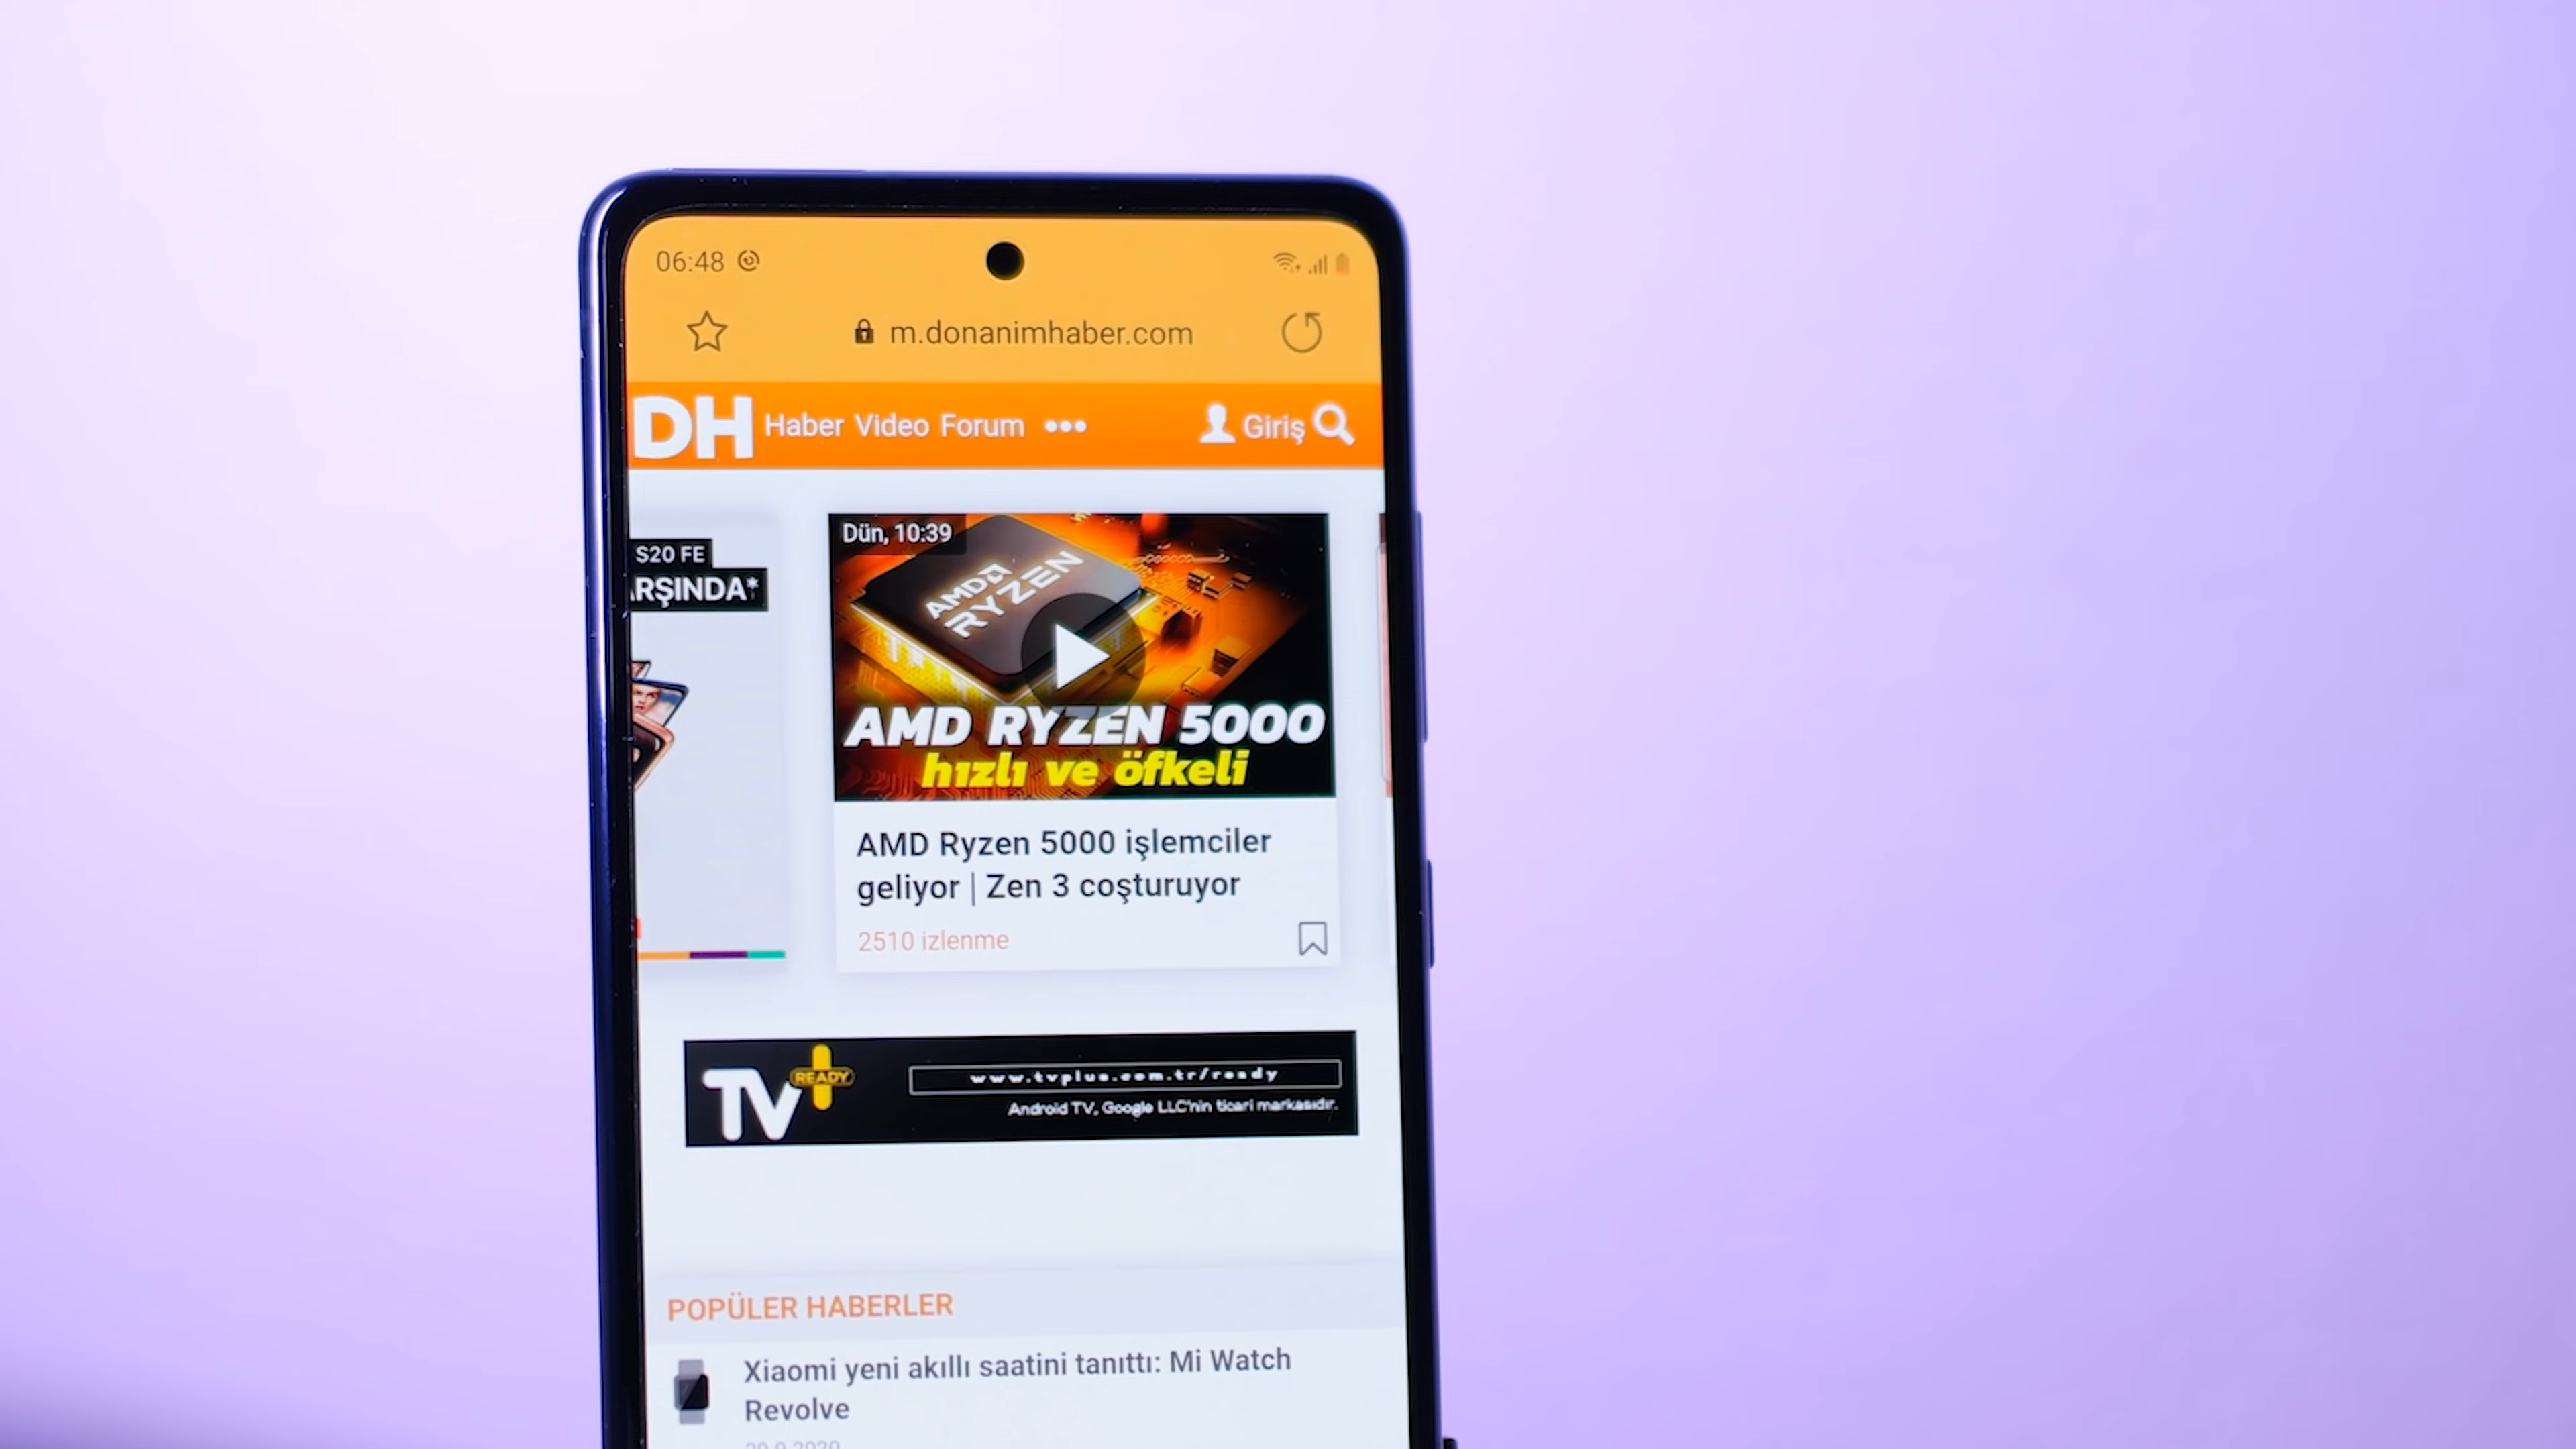 06:48
m.donanimhaber.com
DH Haber Video Forum ••• Giriş
S20 FE
ARŞINDA*
Dün, 10:39
AMD
RYZEN
AMD RYZEN 5000
hızlı ve öfkeli
AMD Ryzen 5000 işlemciler
geliyor | Zen 3 coşturuyor
2510 izlenme
TV+ READY
www.tvplus.com.tr/ready
Android TV, Google LLC'nin ticari markasıdır.
POPÜLER HABERLER
Xiaomi yeni akıllı saatini tanıttı: Mi Watch
Revolve